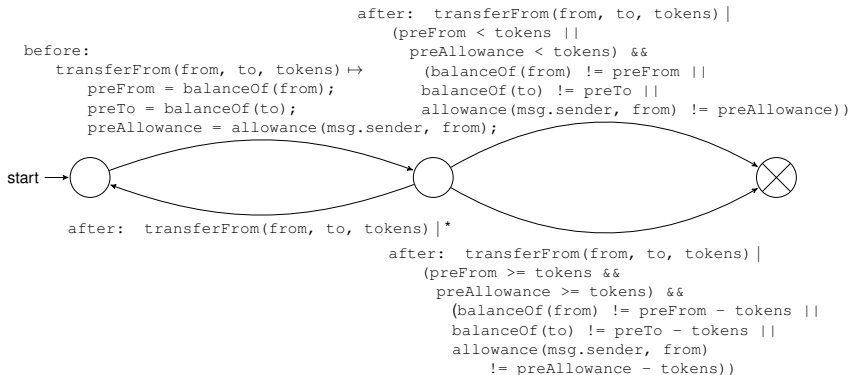 before:
transferFrom(from, to, tokens) ↦
preFrom = balanceOf(from);
preTo = balanceOf(to);
preAllowance = allowance(msg.sender, from);
after: transferFrom(from, to, tokens) |
(preFrom < tokens ||
preAllowance < tokens) &&
(balanceOf(from) != preFrom ||
balanceOf(to) != preTo ||
allowance(msg.sender, from) != preAllowance))
start
after: transferFrom(from, to, tokens) | *
after: transferFrom(from, to, tokens) |
(preFrom >= tokens &&
preAllowance >= tokens) &&
(balanceOf(from) != preFrom - tokens ||
balanceOf(to) != preTo - tokens ||
allowance(msg.sender, from)
!= preAllowance - tokens))